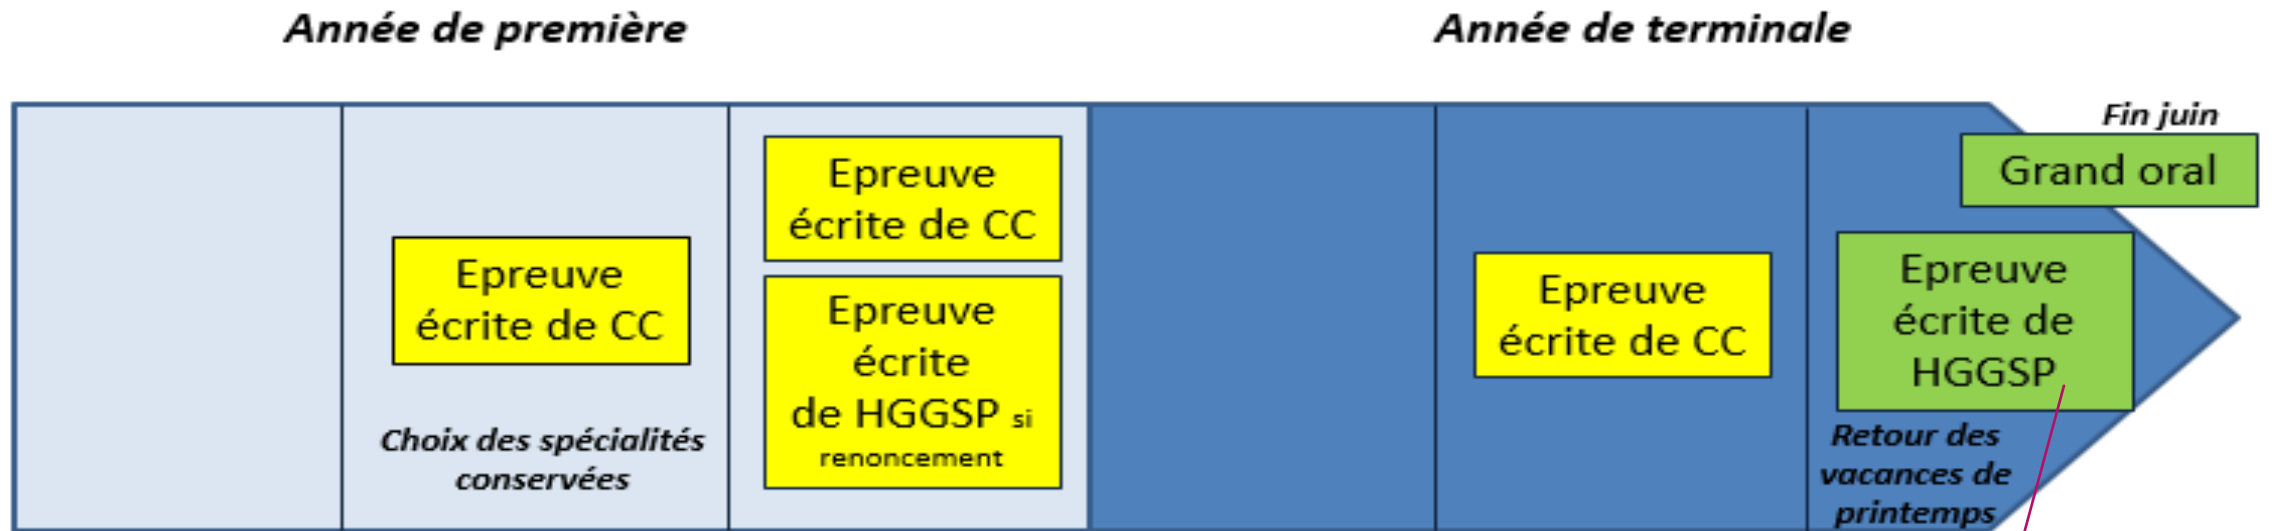 Année de première
Année de terminale
Epreuve
écrite de CC
Choix des spécialités
conservées
Epreuve
écrite de CC
Epreuve
écrite
de HGGSP si
renoncement
Epreuve
écrite de CC
Fin juin
Grand oral
Epreuve
écrite de
HGGSP
Retour des
vacances de
printemps